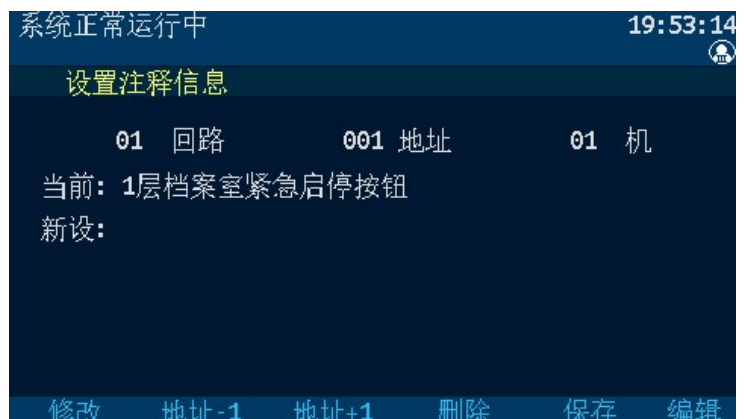 系统正常运行中 19:53:14
设置注释信息
01 回路 001 地址 01 机
当前: 1层档案室紧急启停按钮
新设:
修改 地址-1 地址+1 删除 保存 编辑